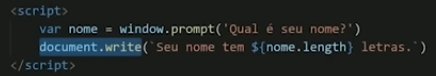 <script>
var nome = window.prompt('Qual é seu nome?')
document.write(`Seu nome tem ${nome.length} letras.`)
</script>